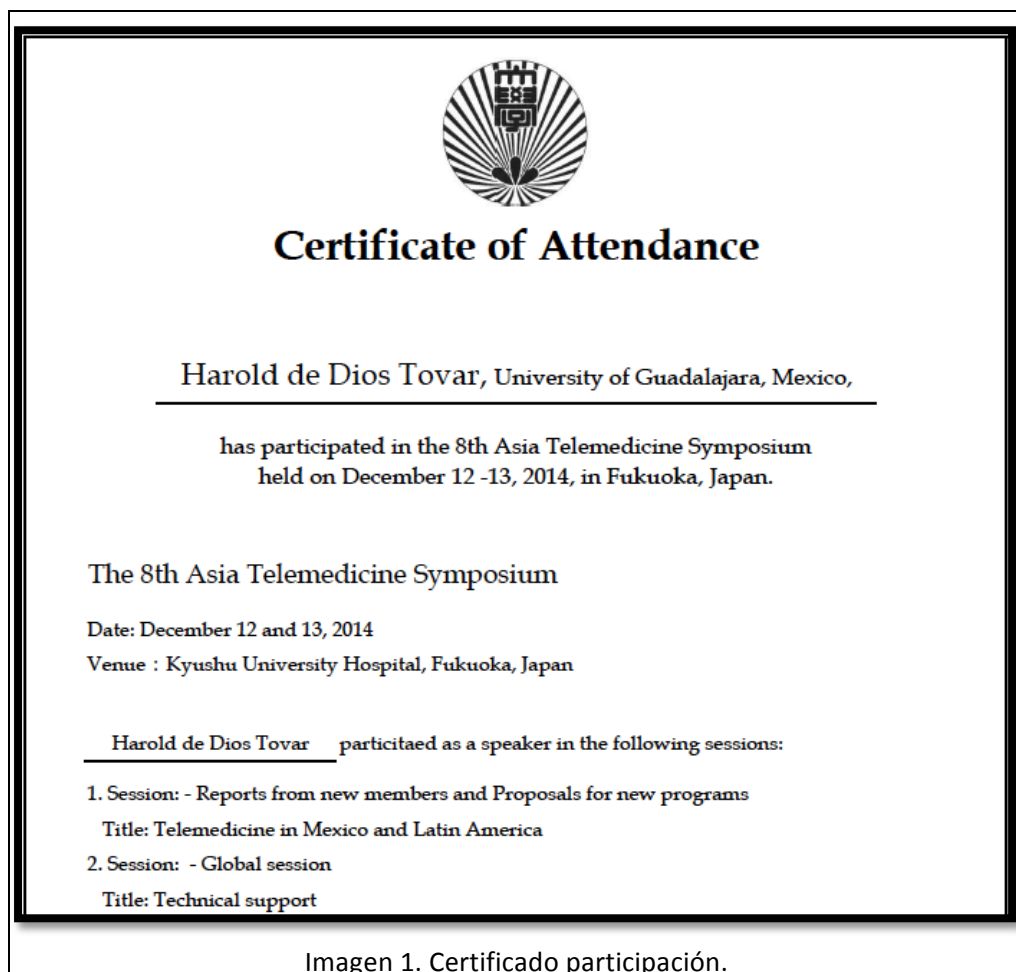 Certificate of Attendance
Harold de Dios Tovar, University of Guadalajara, Mexico,
has participated in the 8th Asia Telemedicine Symposium
held on December 12 -13, 2014, in Fukuoka, Japan.
The 8th Asia Telemedicine Symposium
Date: December 12 and 13, 2014
Venue : Kyushu University Hospital, Fukuoka, Japan
Harold de Dios Tovar particitaed as a speaker in the following sessions:
1. Session: - Reports from new members and Proposals for new programs
Title: Telemedicine in Mexico and Latin America
2. Session: - Global session
Title: Technical support
Imagen 1. Certificado participación.